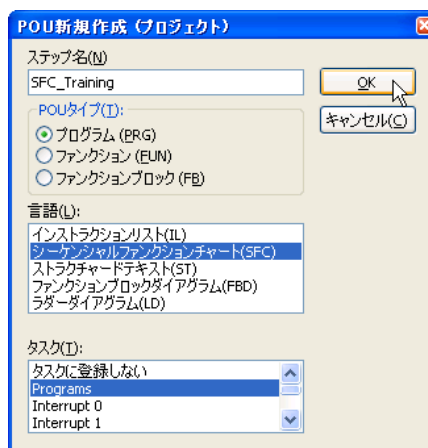 POU新規作成 (プロジェクト)
ステップ名(N)
SFC_Training
OK
キャンセル(C)
POUタイプ(T):
プログラム (PRG)
ファンクション (FUN)
ファンクションブロック (FB)
言語(L):
インストラクションリスト(IL)
シーケンシャルファンクションチャート(SFC)
ストラクチャードテキスト(ST)
ファンクションブロックダイアグラム(FBD)
ラダーダイアグラム(LD)
タスク(T):
タスクに登録しない
Programs
Interrupt 0
Interrupt 1